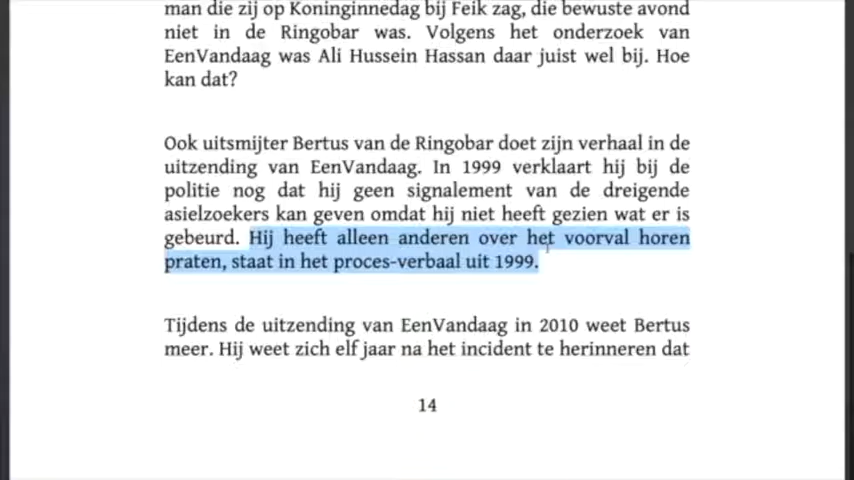 man die zij op Koninginnedag bij Feik zag, die bewuste avond
niet in de Ringobar was. Volgens het onderzoek van
EenVandaag was Ali Hussein Hassan daar juist wel bij. Hoe
kan dat?
Ook uitsmijter Bertus van de Ringobar doet zijn verhaal in de
uitzending van EenVandaag. In 1999 verklaart hij bij de
politie nog dat hij geen signalement van de dreigende
asielzoekers kan geven omdat hij niet heeft gezien wat er is
gebeurd. Hij heeft alleen anderen over het voorval horen
praten, staat in het proces-verbaal uit 1999.
Tijdens de uitzending van EenVandaag in 2010 weet Bertus
meer. Hij weet zich elf jaar na het incident te herinneren dat
14